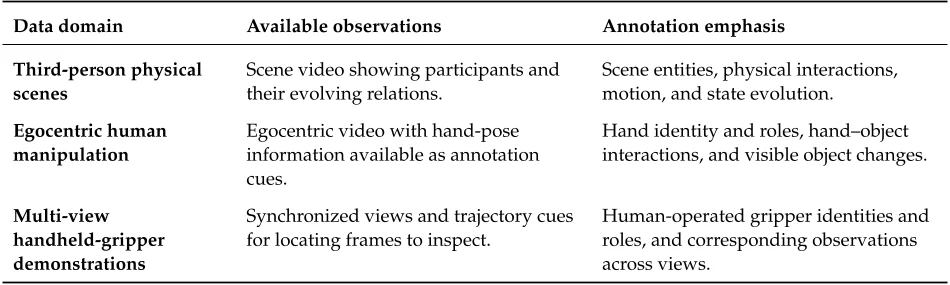 Data domain Available observations Annotation emphasis
Third-person physical scenes Scene video showing participants and their evolving relations. Scene entities, physical interactions, motion, and state evolution.
Egocentric human manipulation Egocentric video with hand-pose information available as annotation cues. Hand identity and roles, hand–object interactions, and visible object changes.
Multi-view handheld-gripper demonstrations Synchronized views and trajectory cues for locating frames to inspect. Human-operated gripper identities and roles, and corresponding observations across views.